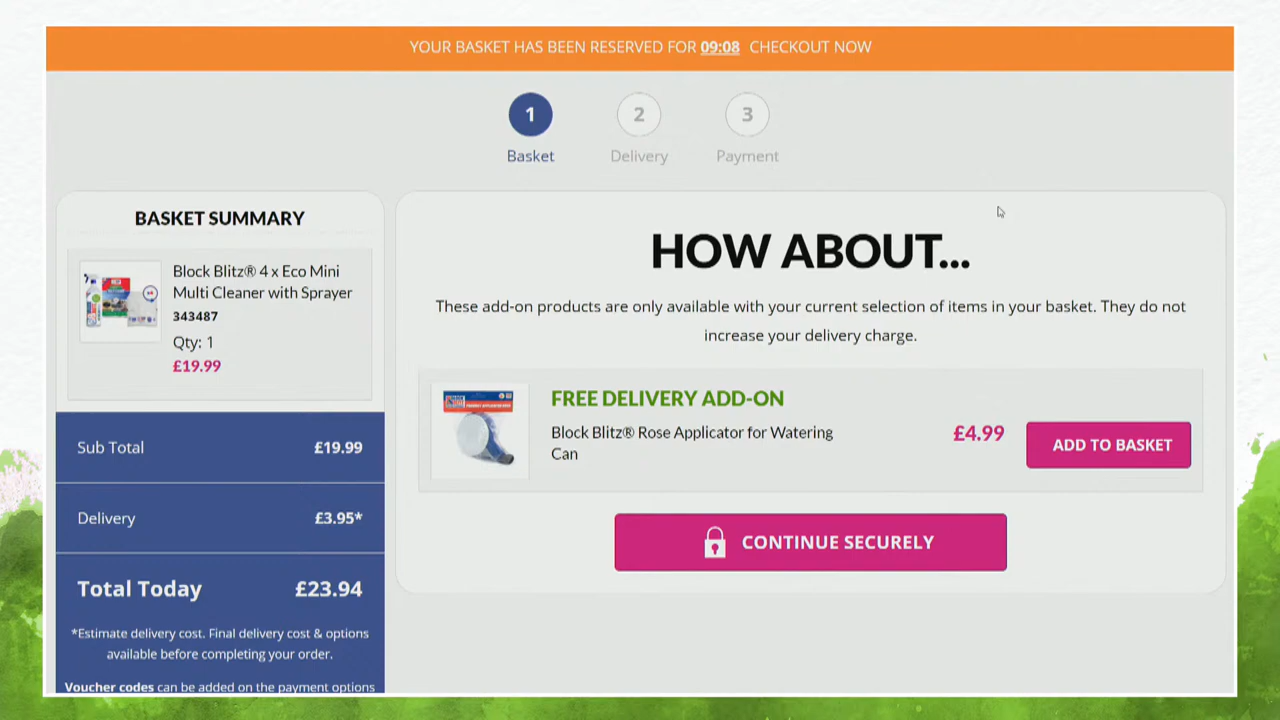 YOUR BASKET HAS BEEN RESERVED FOR 09:08 CHECKOUT NOW
1
2
3
Basket
Delivery
Payment
BASKET SUMMARY
Block Blitz® 4 x Eco Mini
Multi Cleaner with Sprayer
343487
Qty: 1
£19.99
Sub Total £19.99
Delivery £3.95*
Total Today £23.94
*Estimate delivery cost. Final delivery cost & options
available before completing your order.
Voucher codes can be added on the payment options
HOW ABOUT...
These add-on products are only available with your current selection of items in your basket. They do not
increase your delivery charge.
FREE DELIVERY ADD-ON
Block Blitz® Rose Applicator for Watering
Can
£4.99
ADD TO BASKET
CONTINUE SECURELY